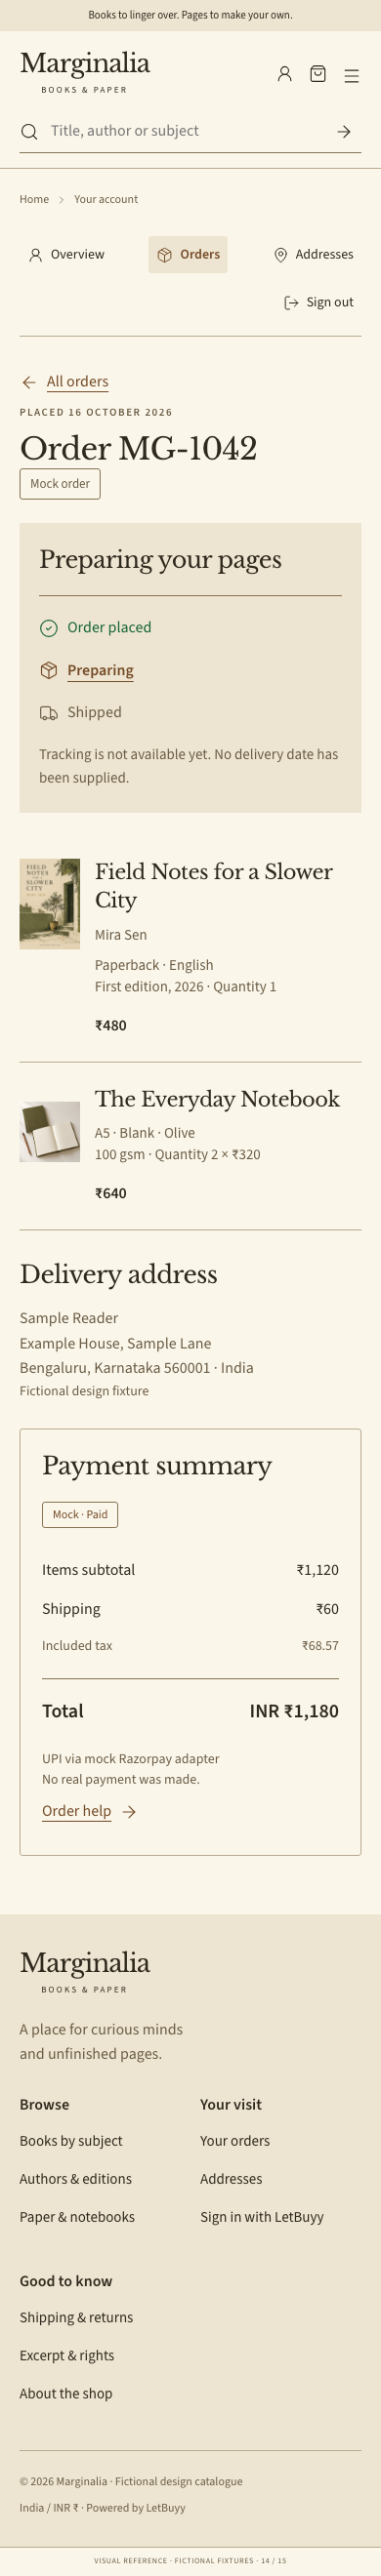 Books to linger over. Pages to make your own.
Marginalia
BOOKS & PAPER
Title, author or subject
Home
Your account
Overview
Orders
Addresses
Sign out
All orders
PLACED 16 OCTOBER 2026
Order MG-1042
Mock order
Preparing your pages
Order placed
Preparing
Shipped
Tracking is not available yet. No delivery date has
been supplied.
FIELD
NOTES for a
SLOWER
CITY
Field Notes for a Slower
City
Mira Sen
Paperback · English
First edition, 2026 · Quantity 1
₹480
The Everyday Notebook
A5 · Blank · Olive
100 gsm · Quantity 2 × ₹320
₹640
Delivery address
Sample Reader
Example House, Sample Lane
Bengaluru, Karnataka 560001 · India
Fictional design fixture
Payment summary
Mock · Paid
Items subtotal ₹1,120
Shipping ₹60
Included tax ₹68.57
Total INR ₹1,180
UPI via mock Razorpay adapter
No real payment was made.
Order help
Marginalia
BOOKS & PAPER
A place for curious minds
and unfinished pages.
Browse
Books by subject
Authors & editions
Paper & notebooks
Your visit
Your orders
Addresses
Sign in with LetBuyy
Good to know
Shipping & returns
Excerpt & rights
About the shop
© 2026 Marginalia · Fictional design catalogue
India / INR ₹ · Powered by LetBuyy
VISUAL REFERENCE · FICTIONAL FIXTURES · 14 / 15